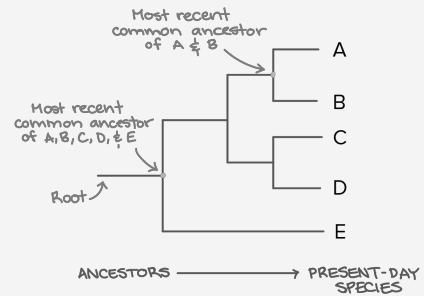 Most recent
common ancestor
of A & B
A
B
Most recent
common ancestor
of A, B, C, D, & E
C
D
Root
E
ANCESTORS
PRESENT-DAY
SPECIES